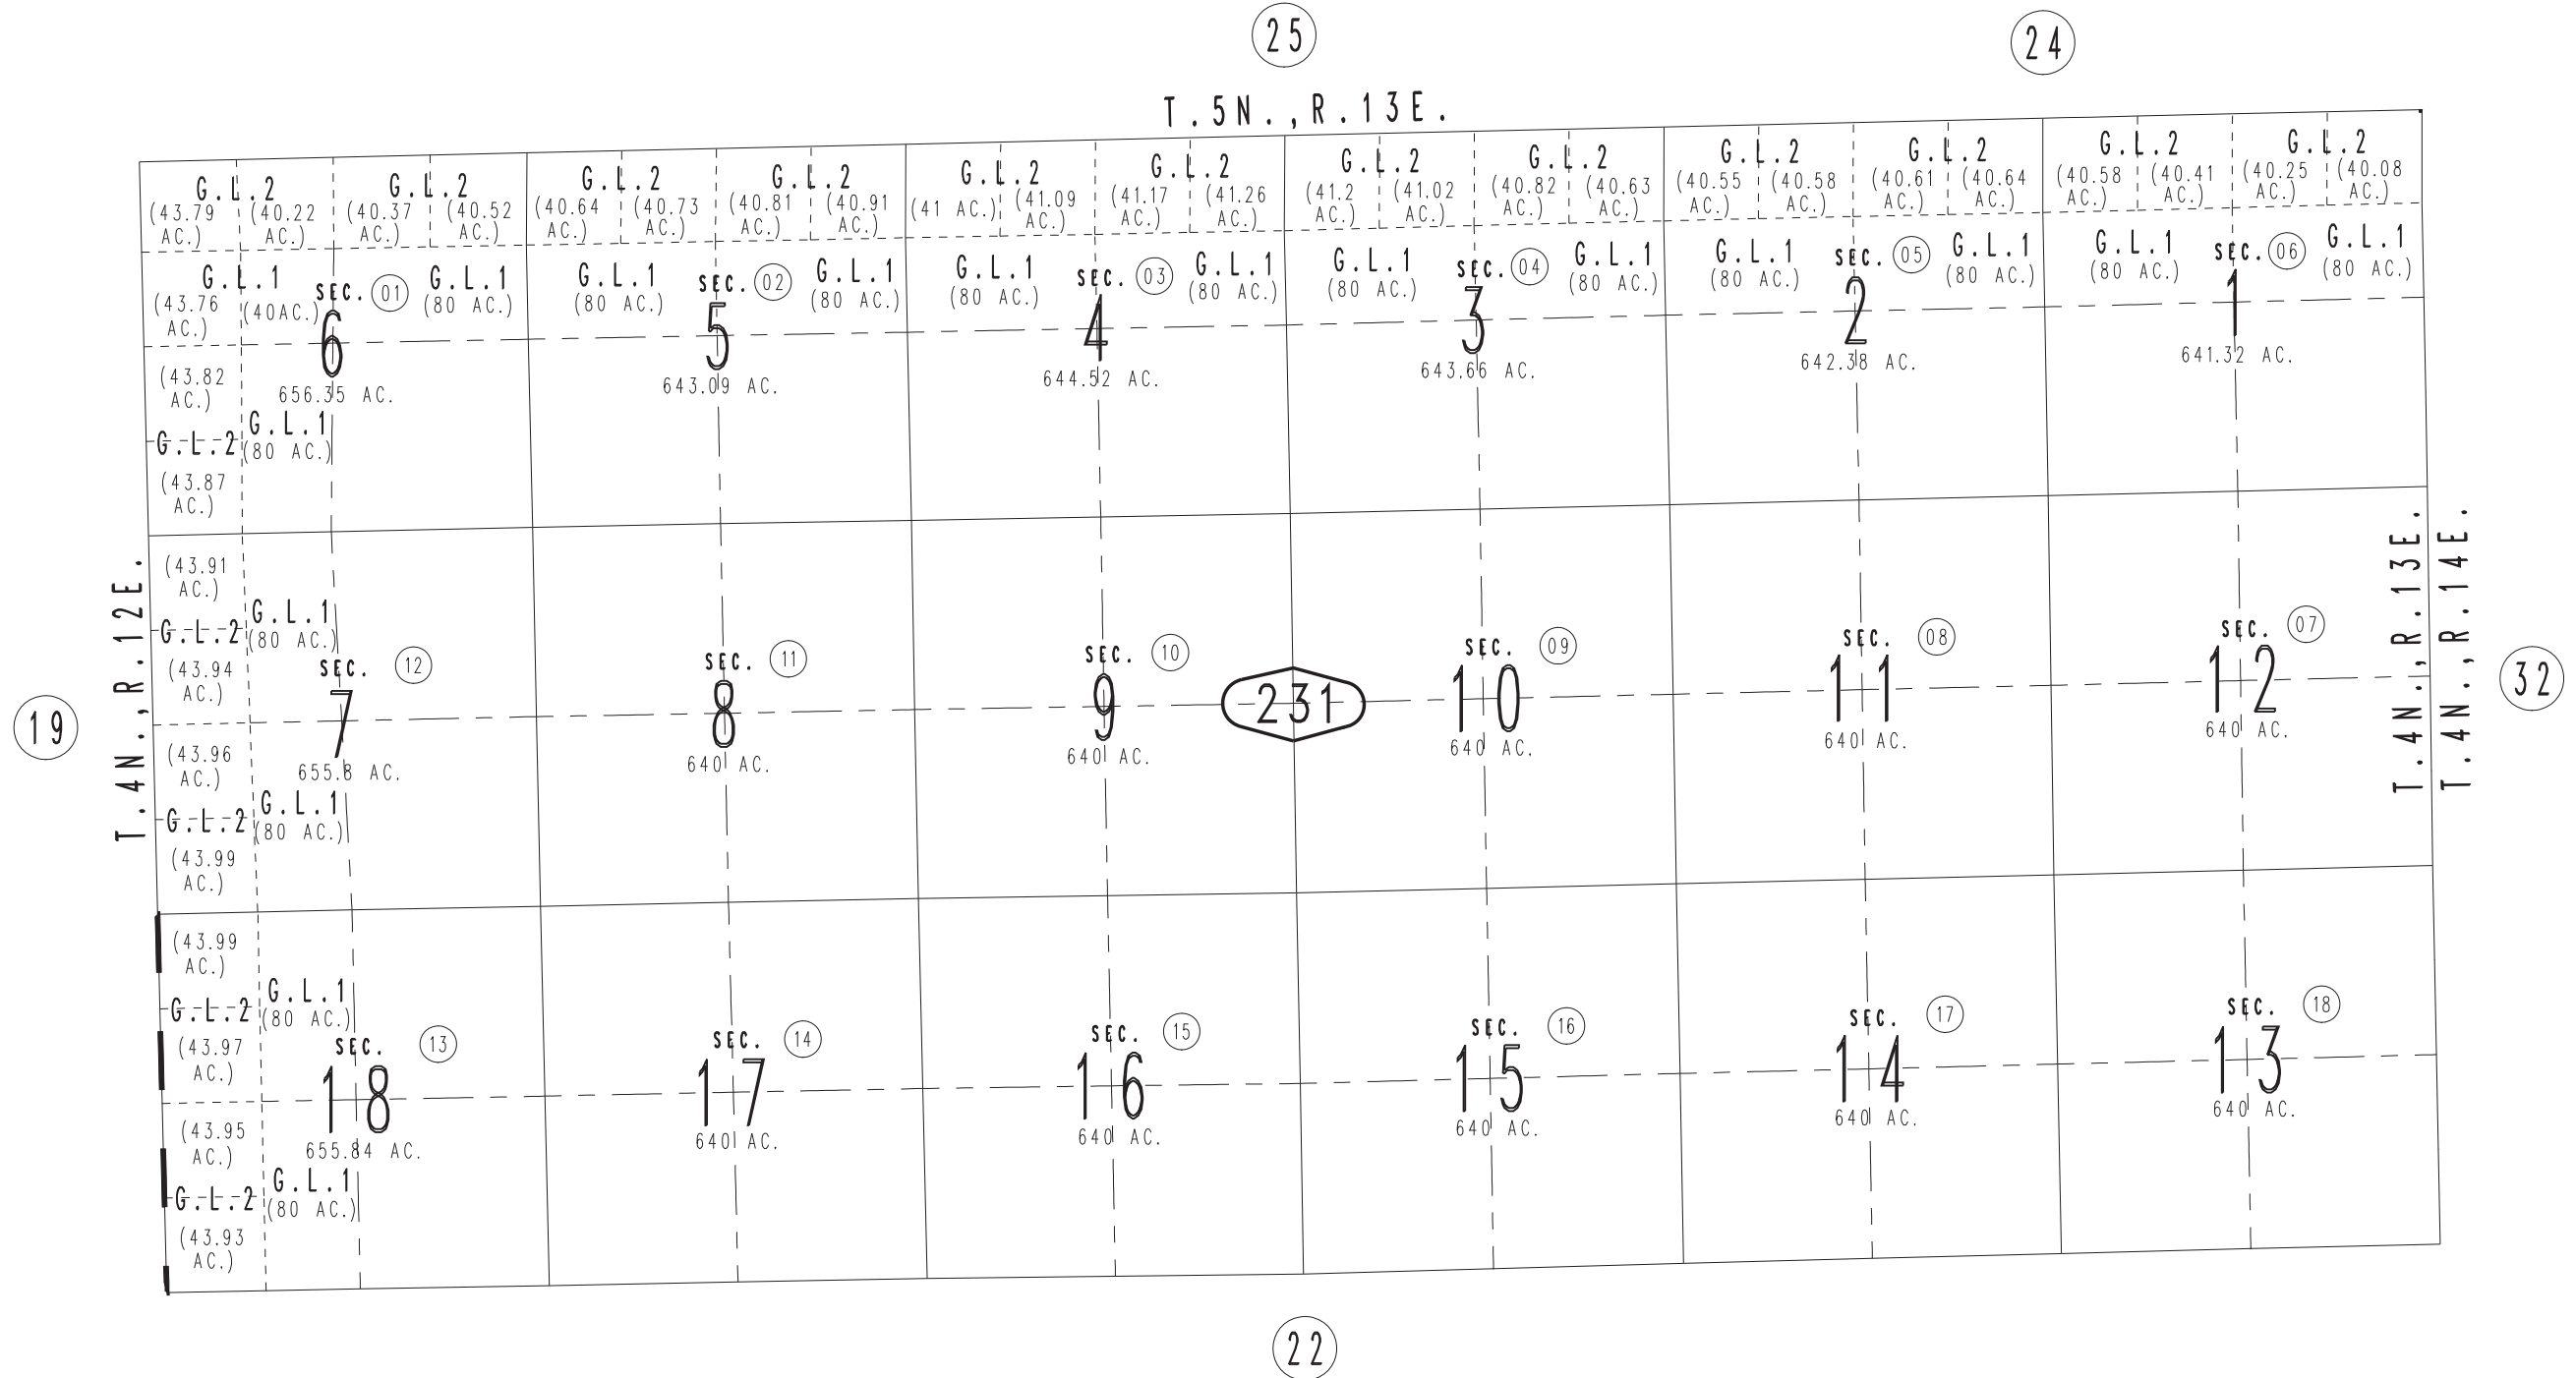 25
24
T.5N.,R.13E.
G.L.2 G.L.2 G.L.2 G.L.2 G.L.2 G.L.2 G.L.2 G.L.2 G.L.2 G.L.2 G.L.2 G.L.2
(43.79 AC.) (40.22 AC.) (40.37 AC.) (40.52 AC.) (40.64 AC.) (40.73 AC.) (40.81 AC.) (40.91 AC.) (41 AC.) (41.09 AC.) (41.17 AC.) (41.26 AC.) (41.2 AC.) (41.02 AC.) (40.82 AC.) (40.63 AC.) (40.55 AC.) (40.58 AC.) (40.61 AC.) (40.64 AC.) (40.58 AC.) (40.41 AC.) (40.25 AC.) (40.08 AC.)
G.L.1 SEC. 01 G.L.1 G.L.1 SEC. 02 G.L.1 G.L.1 SEC. 03 G.L.1 G.L.1 SEC. 04 G.L.1 G.L.1 SEC. 05 G.L.1 G.L.1 SEC. 06 G.L.1
(43.76 AC.) (40AC.) (80 AC.) (80 AC.) (80 AC.) (80 AC.) (80 AC.) (80 AC.) (80 AC.) (80 AC.) (80 AC.) (80 AC.) (80 AC.)
6 5 4 3 2 1
(43.82 AC.) 656.35 AC. 643.09 AC. 644.52 AC. 643.66 AC. 642.38 AC. 641.32 AC.
G.L.2 G.L.1
(80 AC.)
(43.87 AC.)
(43.91 AC.)
G.L.2 G.L.1
(80 AC.)
(43.94 AC.)
SEC. 12 SEC. 11 SEC. 10 SEC. 09 SEC. 08 SEC. 07
7 8 9 231 10 11 12
(43.96 AC.) 655.8 AC. 640 AC. 640 AC. 640 AC. 640 AC. 640 AC.
G.L.2 G.L.1
(80 AC.)
(43.99 AC.)
T.4N.,R.12E.
T.4N.,R.13E.
T.4N.,R.14E.
19
32
(43.99 AC.)
G.L.2 G.L.1
(80 AC.)
(43.97 AC.)
SEC. 13 SEC. 14 SEC. 15 SEC. 16 SEC. 17 SEC. 18
18 17 16 15 14 13
(43.95 AC.) 655.84 AC. 640 AC. 640 AC. 640 AC. 640 AC. 640 AC.
G.L.2 G.L.1
(80 AC.)
(43.93 AC.)
22